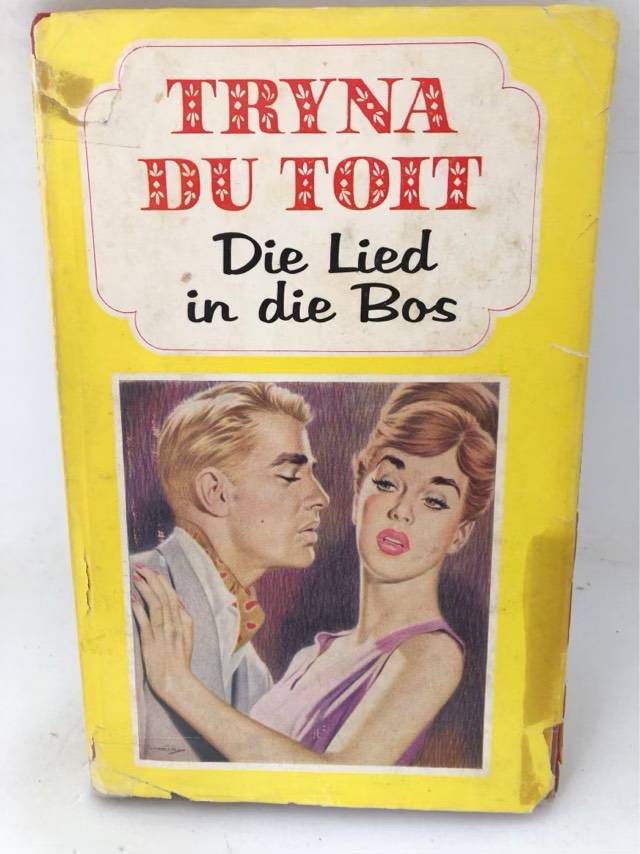 TRYNA
DU TOIT
Die Lied
in die Bos